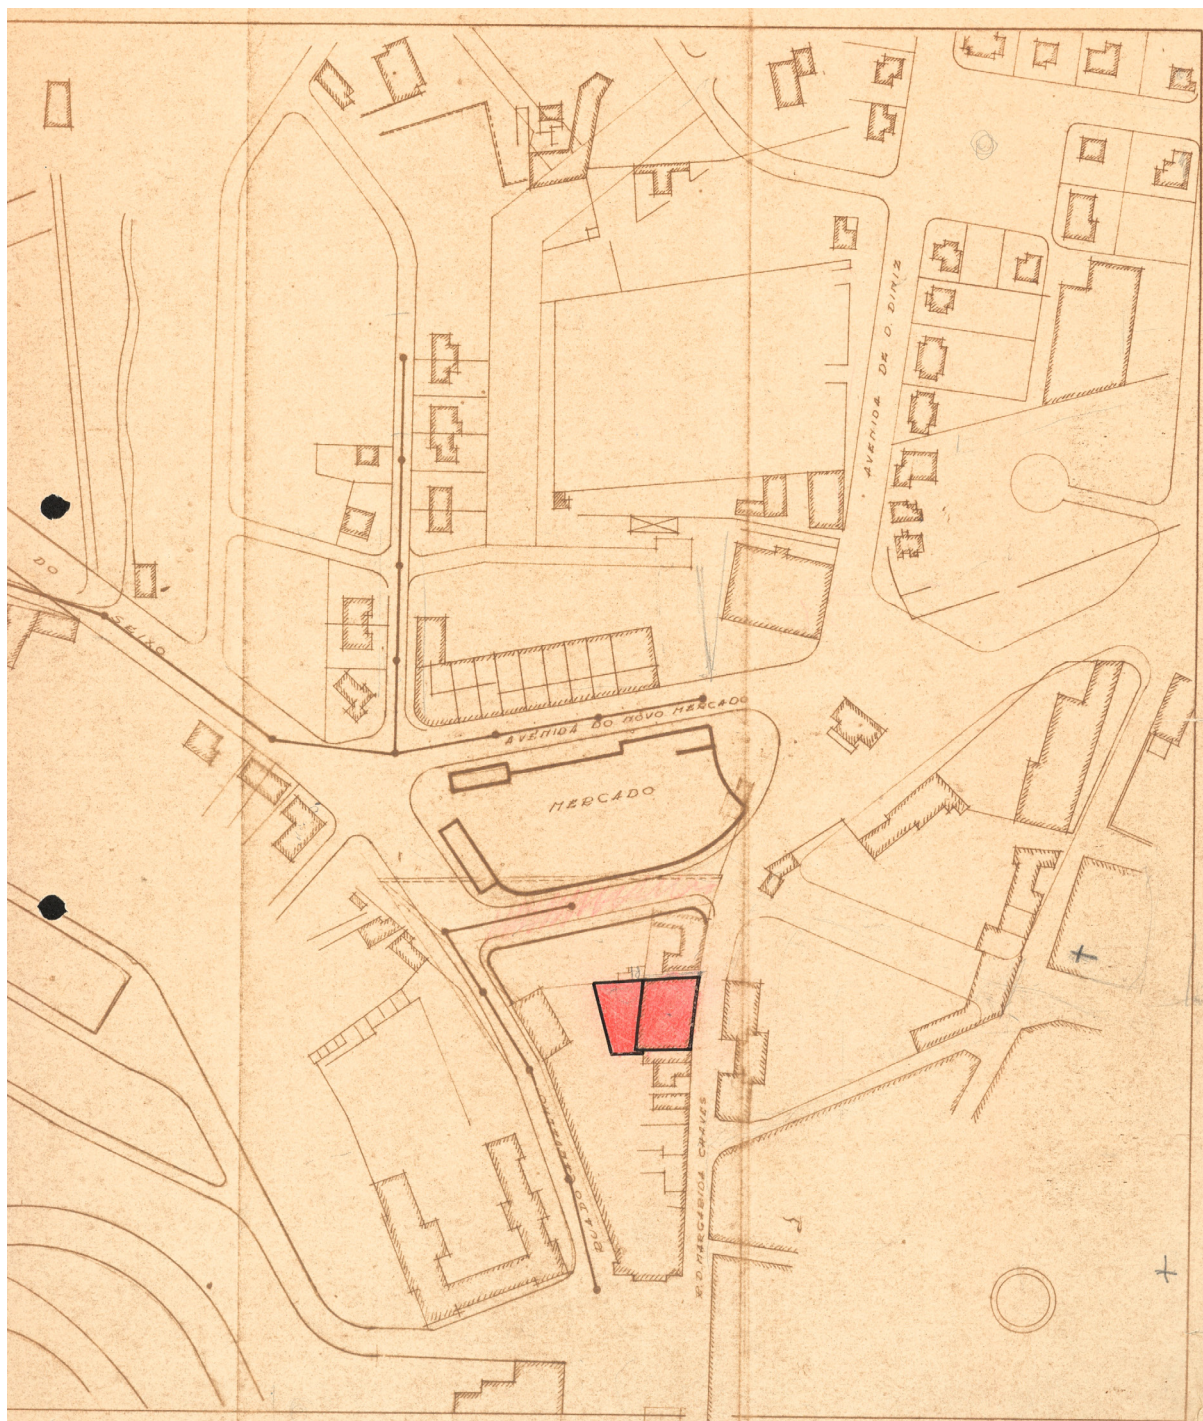 AVENIDA DE D. DINIZ
DO
SEIXO
AVENIDA DO NOVO MERCADO
MERCADO
RUA DO
R. D. MARGARIDA CHAVES